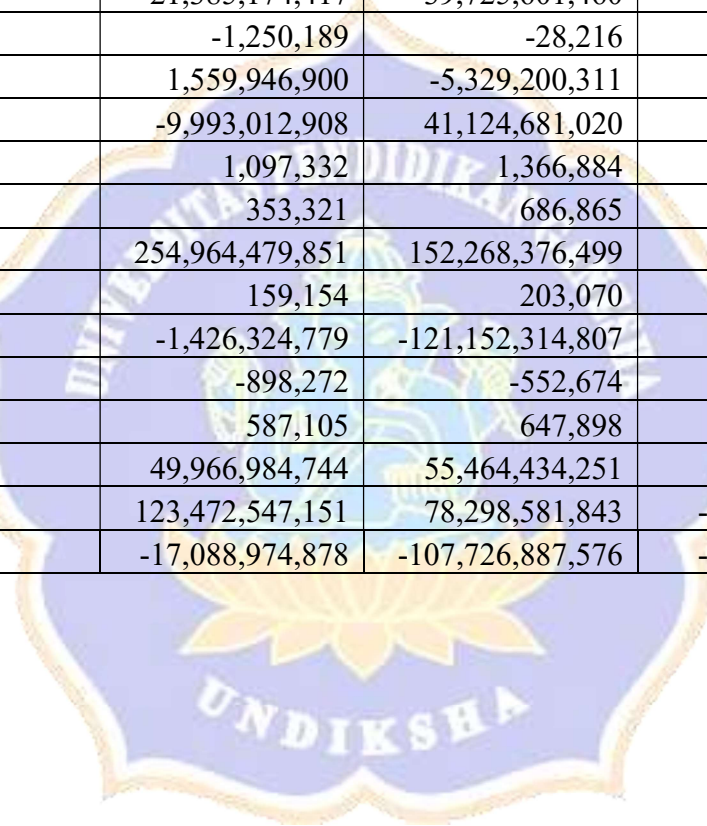 -1,250,189 -28,216
1,559,946,900 -5,329,200,311
-9,993,012,908 41,124,681,020
1,097,332 1,366,884
353,321 686,865
254,964,479,851 152,268,376,499
159,154 203,070
-1,426,324,779 -121,152,314,807
-898,272 -552,674
587,105 647,898
49,966,984,744 55,464,434,251
123,472,547,151 78,298,581,843 -
-17,088,974,878 -107,726,887,576 -
UNIVERSITAS PENDIDIKAN GANESHA
UNDIKSHA